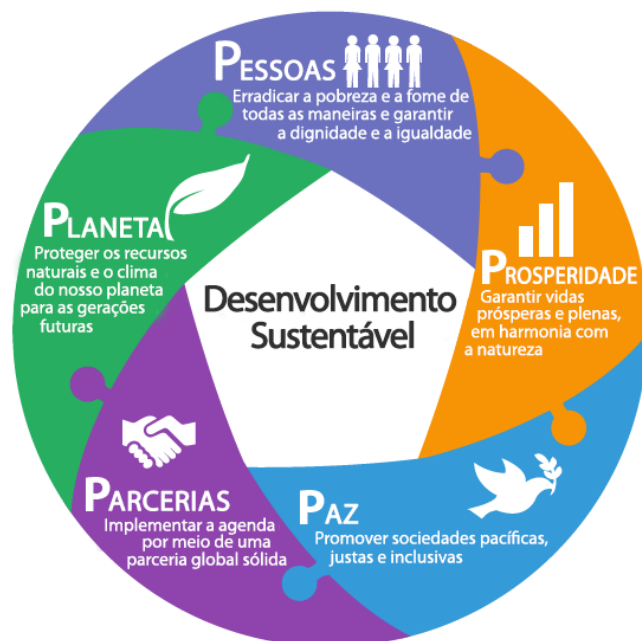 PESSOAS
Erradicar a pobreza e a fome de
todas as maneiras e garantir
a dignidade e a igualdade
PLANETA
Proteger os recursos
naturais e o clima
do nosso planeta
para as gerações
futuras
PROSPERIDADE
Garantir vidas
prósperas e plenas,
em harmonia com
a natureza
Desenvolvimento
Sustentável
PARCERIAS
Implementar a agenda
por meio de uma
parceria global sólida
PAZ
Promover sociedades pacíficas,
justas e inclusivas